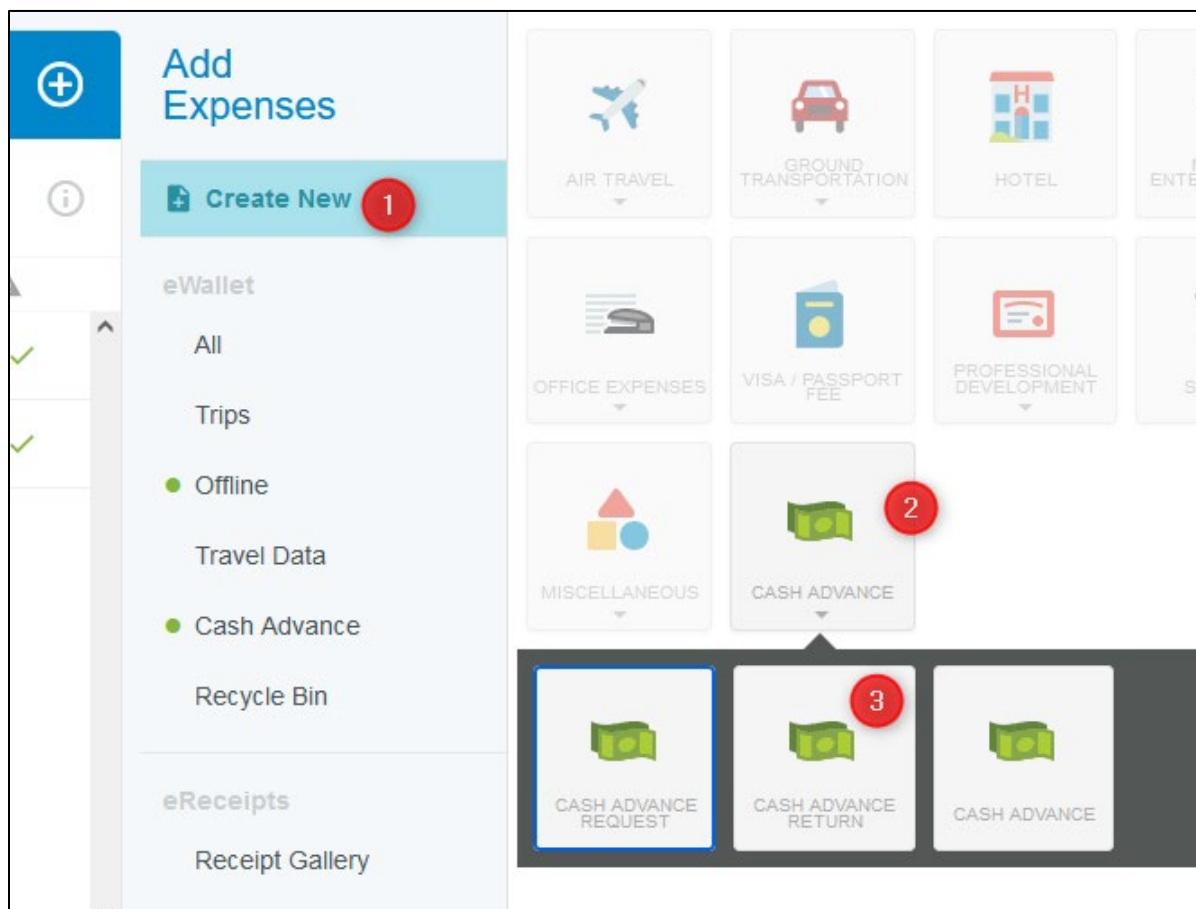 Add
Expenses
Create New
1
eWallet
All
Trips
Offline
Travel Data
Cash Advance
Recycle Bin
eReceipts
Receipt Gallery
AIR TRAVEL
GROUND
TRANSPORTATION
H
HOTEL
OFFICE EXPENSES
VISA / PASSPORT
FEE
PROFESSIONAL
DEVELOPMENT
MISCELLANEOUS
2
CASH ADVANCE
CASH ADVANCE
REQUEST
3
CASH ADVANCE
RETURN
CASH ADVANCE